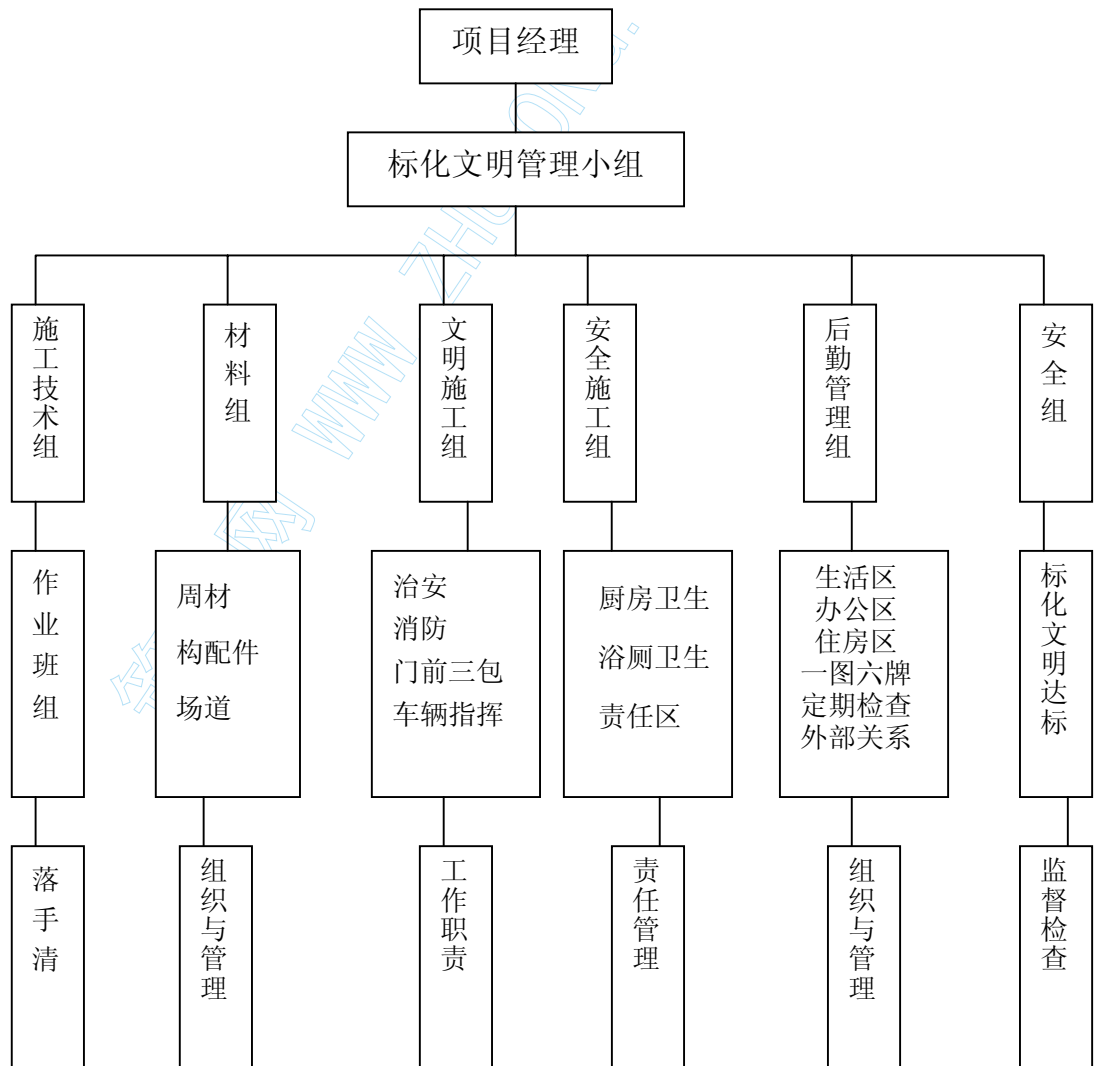 项目经理
标化文明管理小组
施工技术组
材料组
文明施工组
安全施工组
后勤管理组
安全组
作业班组
周材
构配件
场道
治安
消防
门前三包
车辆指挥
厨房卫生
浴厕卫生
责任区
生活区
办公区
住房区
一图六牌
定期检查
外部关系
标化文明达标
落手清
组织与管理
工作职责
责任管理
组织与管理
监督检查